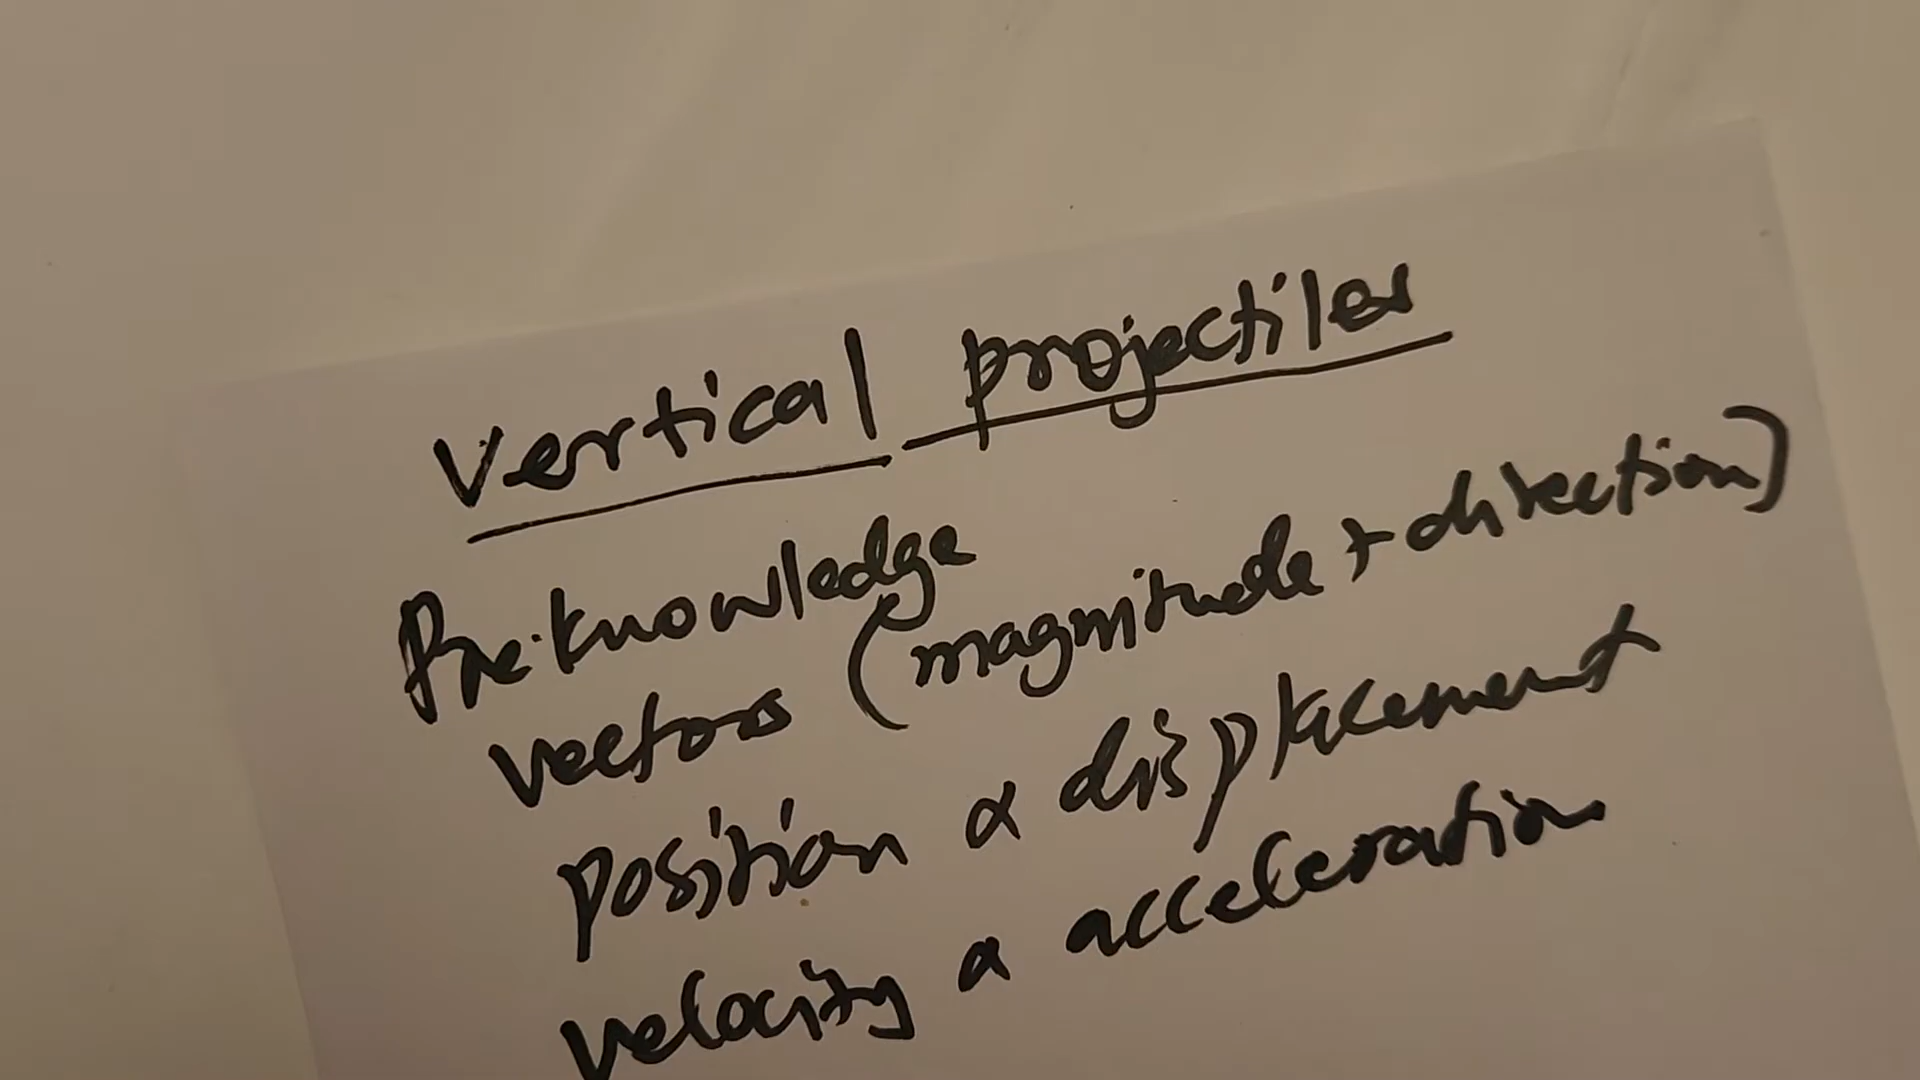 Vertical projectiles
Pre-knowledge
vectors (magnitude + direction)
position & displacement
velocity & acceleration